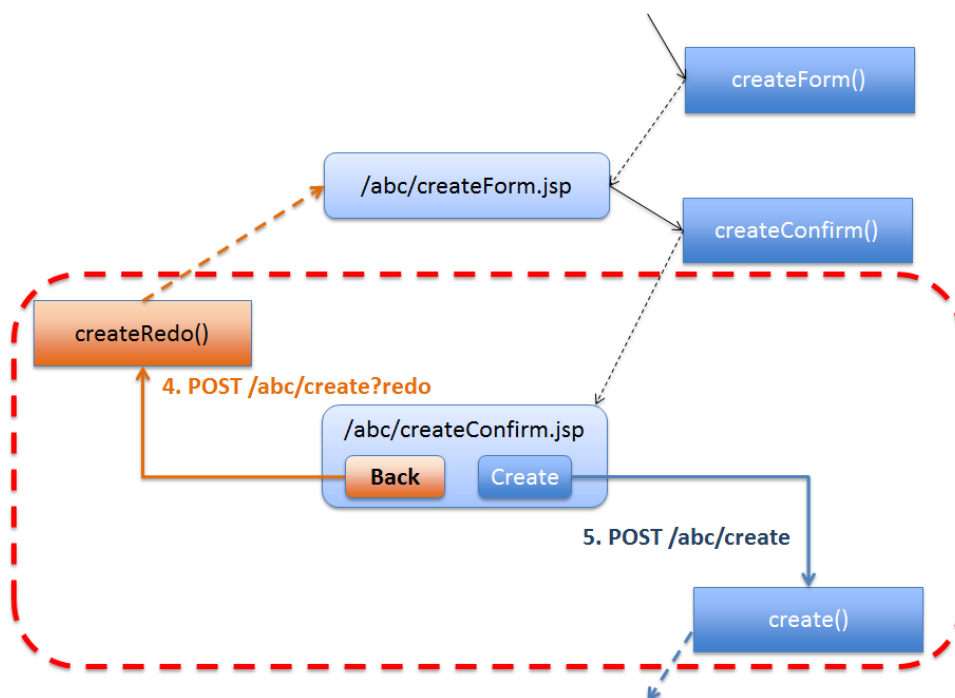 createForm()
/abc/createForm.jsp
createConfirm()
createRedo()
4. POST /abc/create?redo
/abc/createConfirm.jsp
Back
Create
5. POST /abc/create
create()